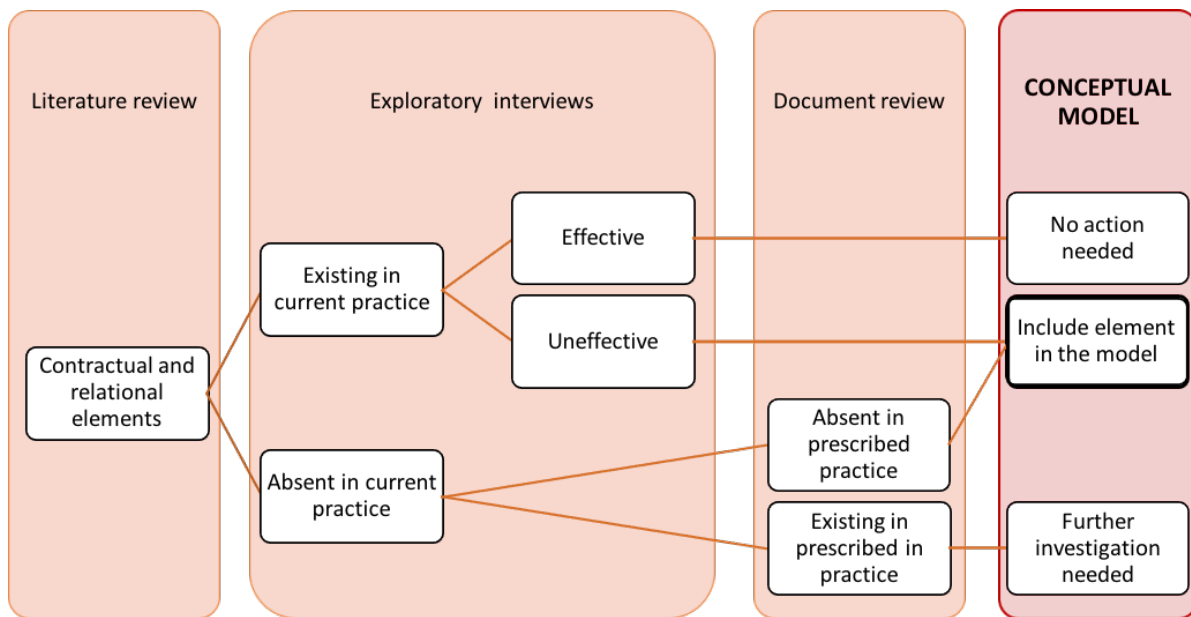 Literature review
Exploratory interviews
Document review
CONCEPTUAL
MODEL
Contractual and
relational
elements
Existing in
current practice
Absent in current
practice
Effective
Uneffective
Absent in
prescribed
practice
Existing in
prescribed in
practice
No action
needed
Include element
in the model
Further
investigation
needed